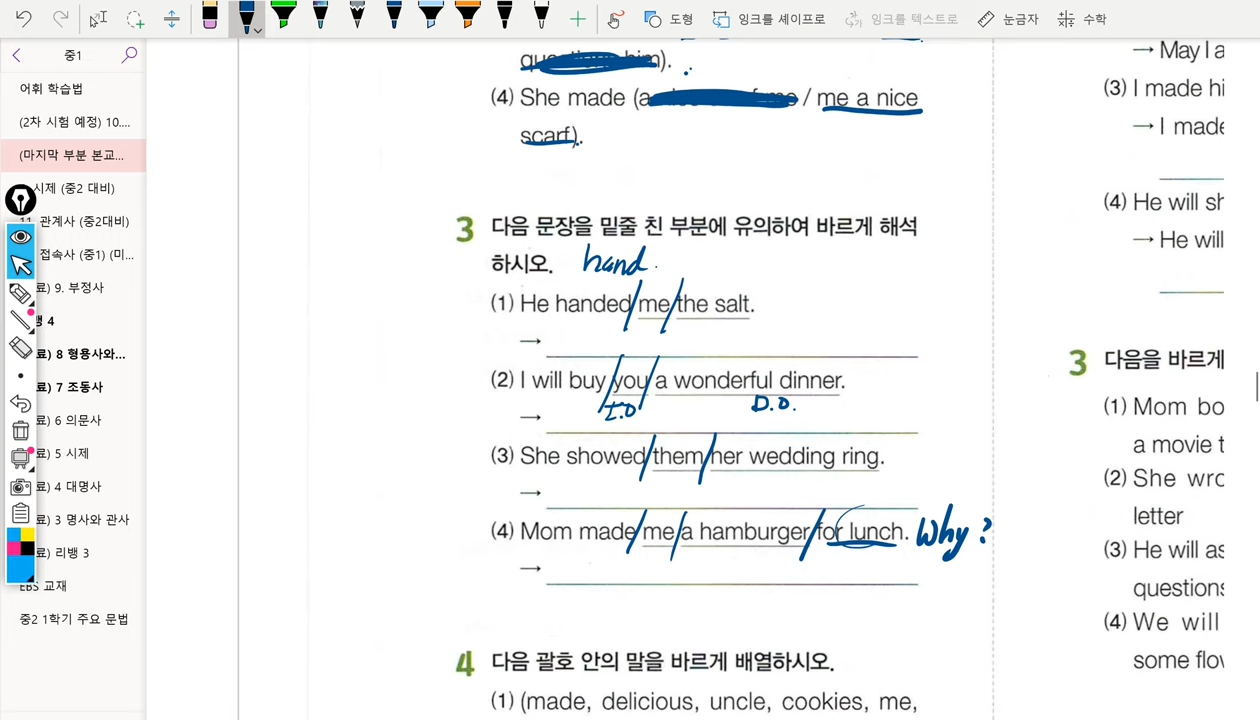 도형
잉크를 셰이프로
잉크를 텍스트로
눈금자
수학
중1
어휘 학습법
(2차 시험 예정) 10....
(마지막 부분 본교...
시제 (중2 대비)
관계사 (중2대비)
접속사 (중1) (미...
료) 9. 부정사
뱅 4
료) 8 형용사와...
료) 7 조동사
료) 6 의문사
료) 5 시제
료) 4 대명사
료) 3 명사와 관사
료) 리뱅 3
EBS 교재
중2 1학기 주요 문법
him).
(4) She made (a / me a nice
scarf).
3 다음 문장을 밑줄 친 부분에 유의하여 바르게 해석
하시오. hand.
(1) He handed/me/the salt.
→
(2) I will buy/you/a wonderful dinner.
I.O D.O.
→
(3) She showed/them/her wedding ring.
→
(4) Mom made/me/a hamburger/for lunch. Why?
→
4 다음 괄호 안의 말을 바르게 배열하시오.
(1) (made, delicious, uncle, cookies, me,
→ May I a
(3) I made hi
→ I made
(4) He will sh
→ He will
3 다음을 바르게
(1) Mom bo
a movie t
(2) She wro
letter
(3) He will as
questions
(4) We will
some flov